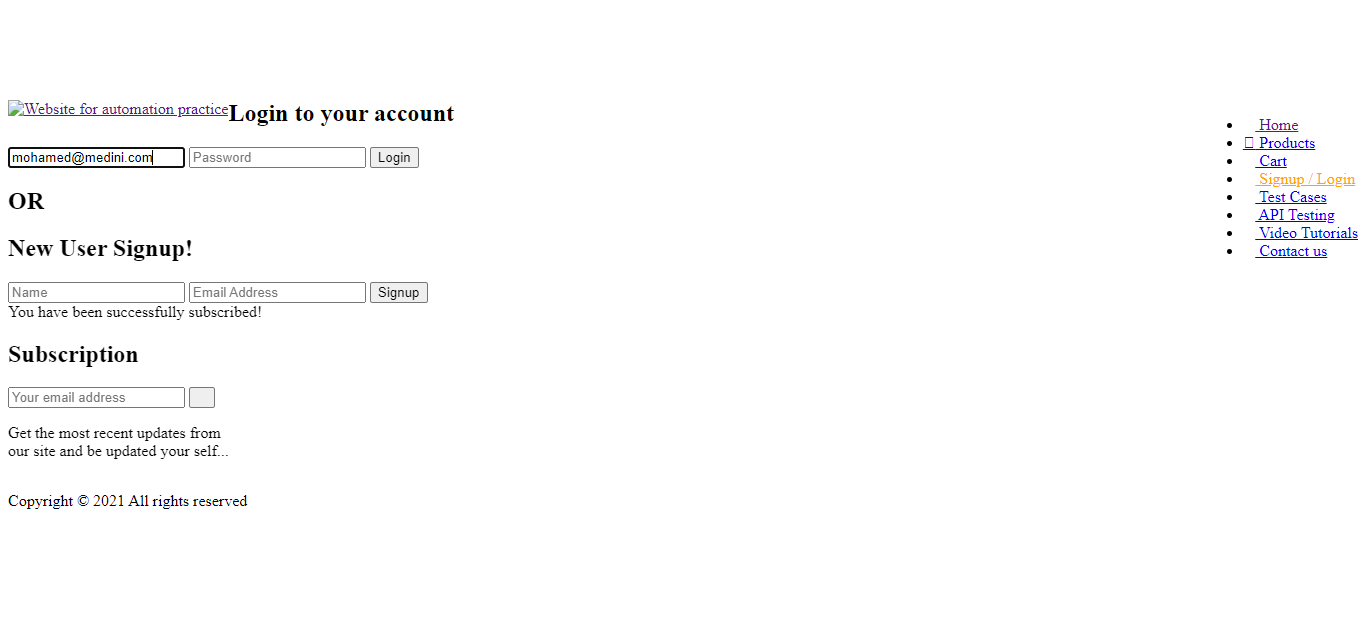 Website for automation practice
Login to your account
Home
Products
Cart
Signup / Login
Test Cases
API Testing
Video Tutorials
Contact us
mohamed@medini.com Password Login
OR
New User Signup!
Name Email Address Signup
You have been successfully subscribed!
Subscription
Your email address
Get the most recent updates from
our site and be updated your self...
Copyright © 2021 All rights reserved